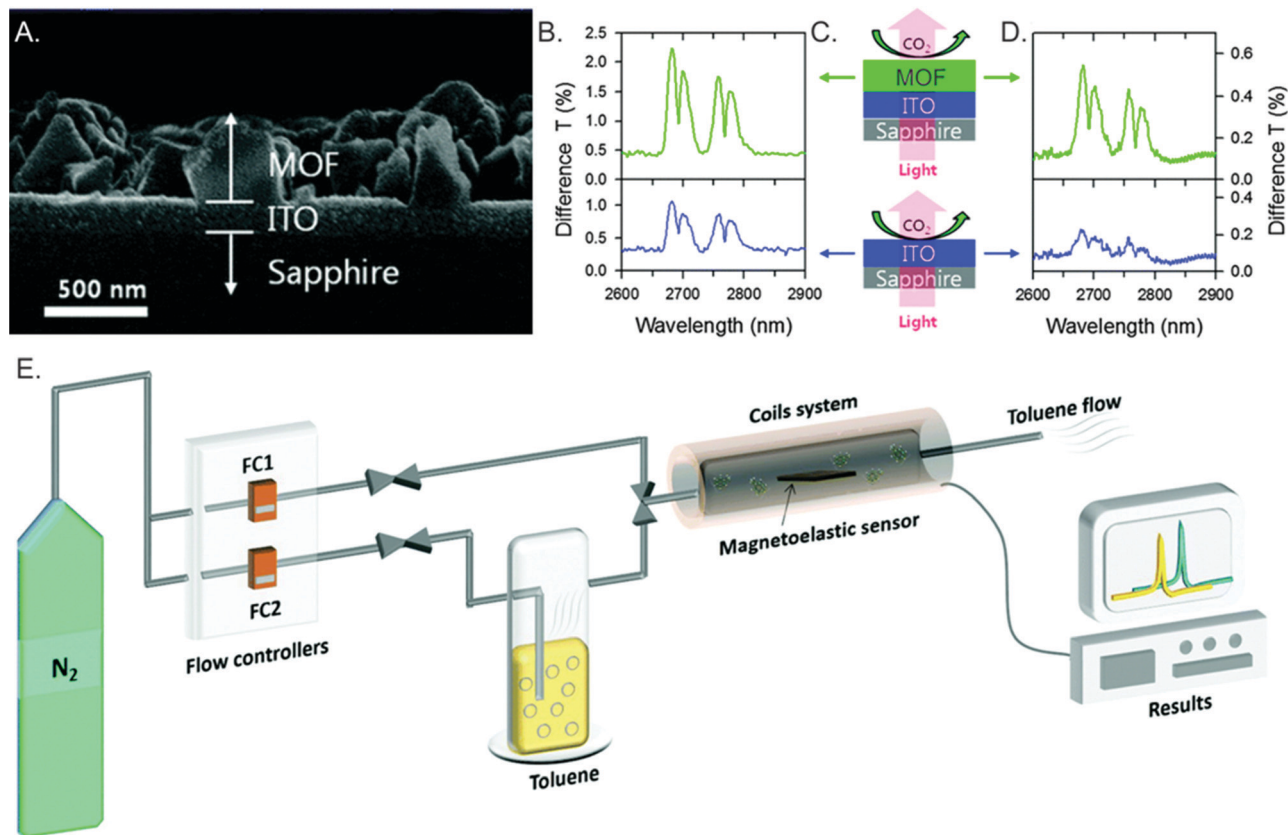 A.
MOF
ITO
Sapphire
500 nm
B.
Difference T (%)
2.5
2.0
1.5
1.0
0.5
0.0
Difference T (%)
1.0
0.5
0.0
2600 2700 2800 2900
Wavelength (nm)
C.
CO2
MOF
ITO
Sapphire
Light
CO2
ITO
Sapphire
Light
D.
0.6
0.4
0.2
0.0
Difference T (%)
0.4
0.2
0.0
2600 2700 2800 2900
Wavelength (nm)
E.
N2
FC1
FC2
Flow controllers
Toluene
Coils system
Magnetoelastic sensor
Toluene flow
Results